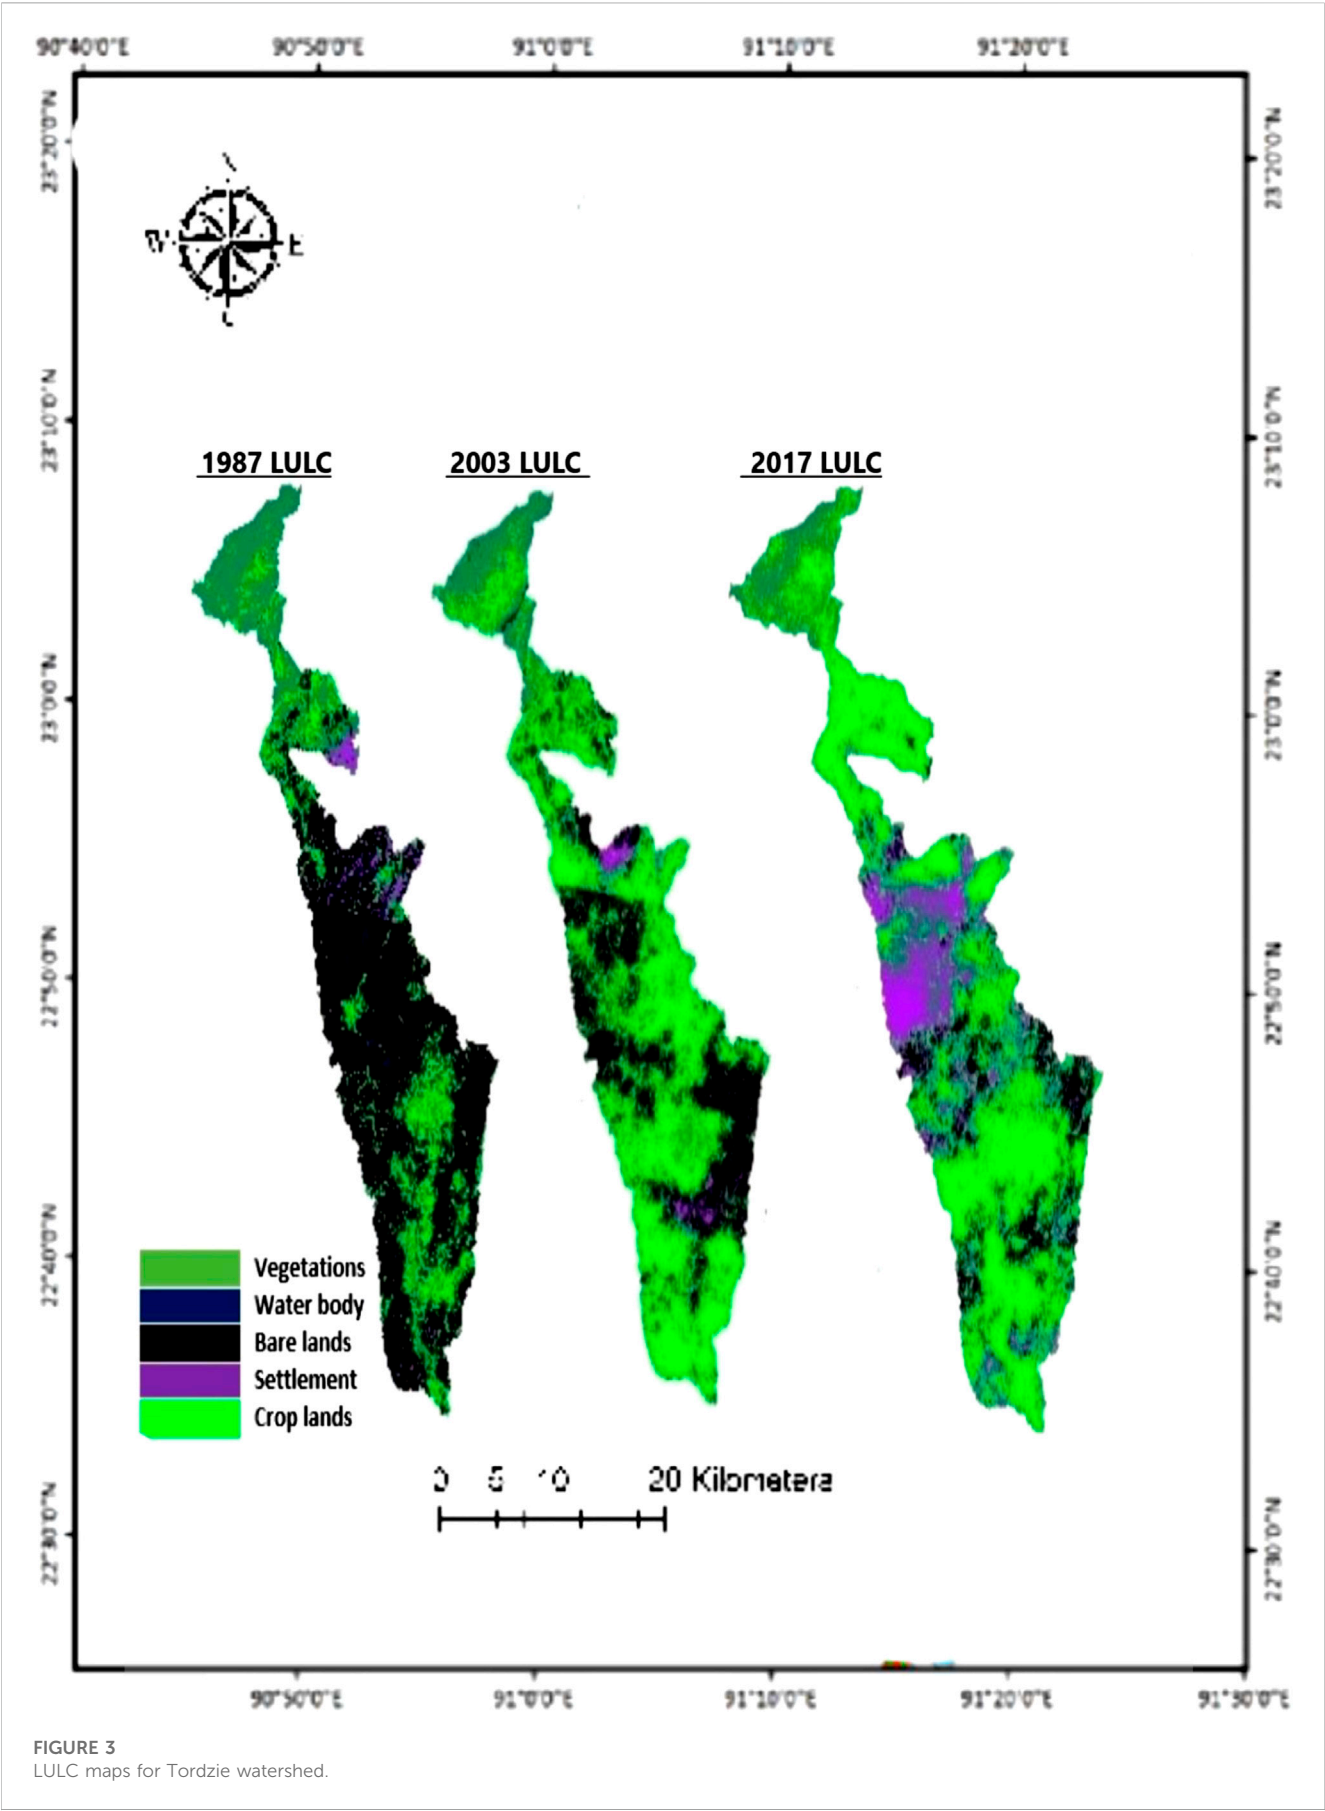 90°40'0"E 90°50'0"E 91°0'0"E 91°10'0"E 91°20'0"E
23°20'0"N 23°20'0"N
W E
23°10'0"N 23°10'0"N
1987 LULC 2003 LULC 2017 LULC
23°0'0"N 23°0'0"N
22°50'0"N 22°50'0"N
22°40'0"N 22°40'0"N
Vegetations
Water body
Bare lands
Settlement
Crop lands
0 5 10 20 Kilometers
22°30'0"N 22°30'0"N
90°50'0"E 91°0'0"E 91°10'0"E 91°20'0"E 91°30'0"E
FIGURE 3
LULC maps for Tordzie watershed.